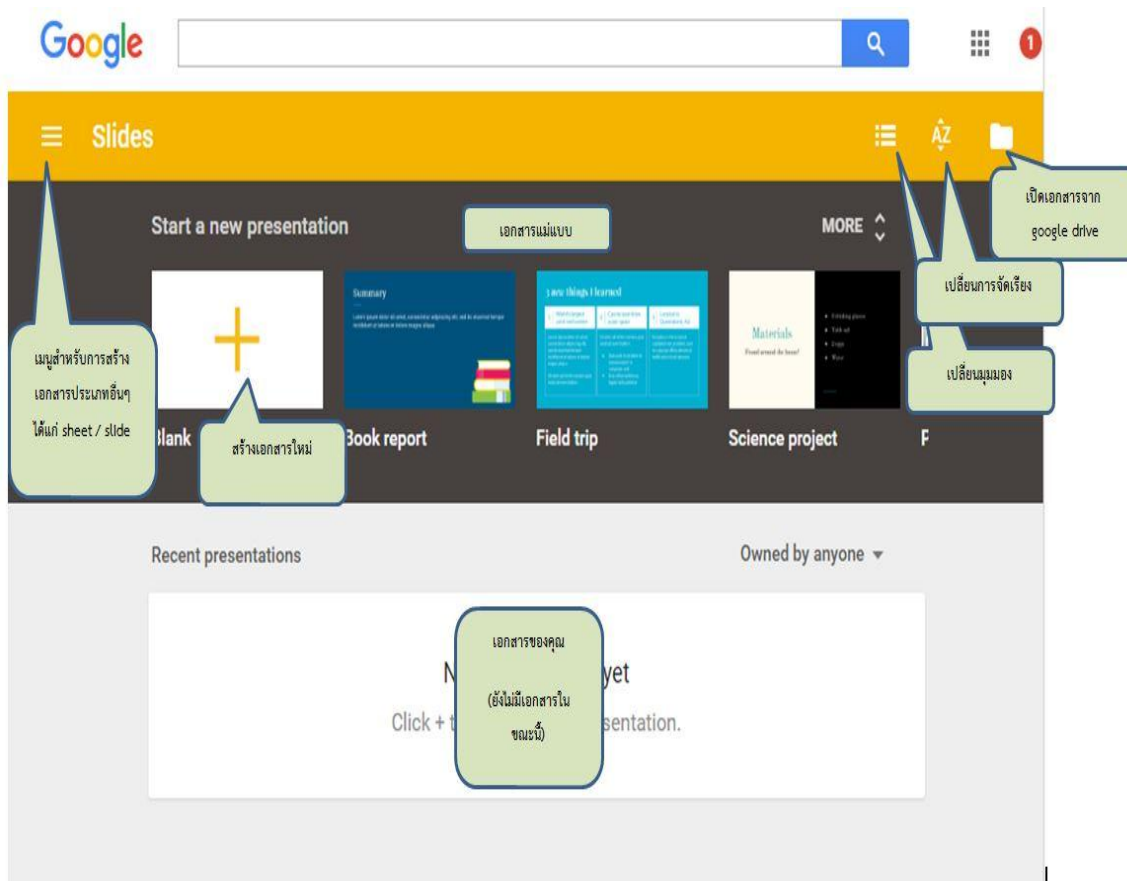 Google
1
Slides
AZ
เปิดเอกสารจาก
google drive
Start a new presentation
เอกสารแม่แบบ
MORE
เปลี่ยนการจัดเรียง
Summary
3 new things I learned
Materials
เปลี่ยนมุมมอง
เมนูสำหรับการสร้าง
เอกสารประเภทอื่นๆ
ได้แก่ sheet / slide
Blank
สร้างเอกสารใหม่
Book report
Field trip
Science project
Recent presentations
Owned by anyone
เอกสารของคุณ
yet
(ยังไม่มีเอกสารใน
ขณะนี้)
Click +